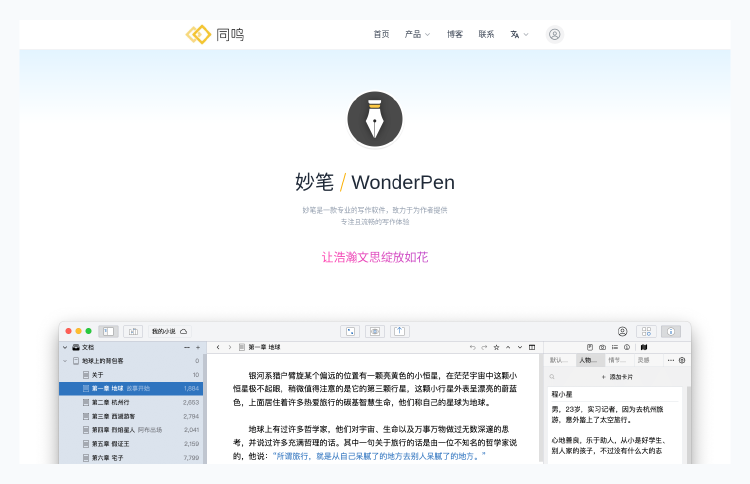 同鸣
首页 产品 博客 联系
妙笔 / WonderPen
妙笔是一款专业的写作软件，致力于为作者提供
专注且流畅的写作体验
让浩瀚文思绽放如花
我的小说
文档
第一章 地球
地球上的背包客 0
关于 10
第一章 地球 故事开始 1,694
第二章 杭州行 2,653
第三章 西湖游客 2,794
第四章 烈焰星人 阿布出场 2,041
第五章 假证王 2,159
第六章 宅子 7,799
银河系猎户臂旋某个偏远的位置有一颗亮黄色的小恒星，在茫茫宇宙中这颗小
恒星极不起眼，稍微值得注意的是它的第三颗行星，这颗小行星外表呈漂亮的蔚蓝
色，上面居住着许多热爱旅行的碳基智慧生命，他们称自己的星球为地球。
地球上有过许多哲学家，他们对宇宙、生命以及万事万物做过无数深邃的思
考，并说过许多充满哲理的话。其中一句关于旅行的话是由一位不知名的哲学家说
的，他说：“所谓旅行，就是从自己呆腻了的地方去别人呆腻了的地方。”
默认… 人物… 情节… 灵感
+ 添加卡片
程小星
男，23岁，实习记者，因为去杭州旅
游，意外踏上了太空旅行。
心地善良，乐于助人，从小是好学生、
别人家的孩子，不过没有什么大的志